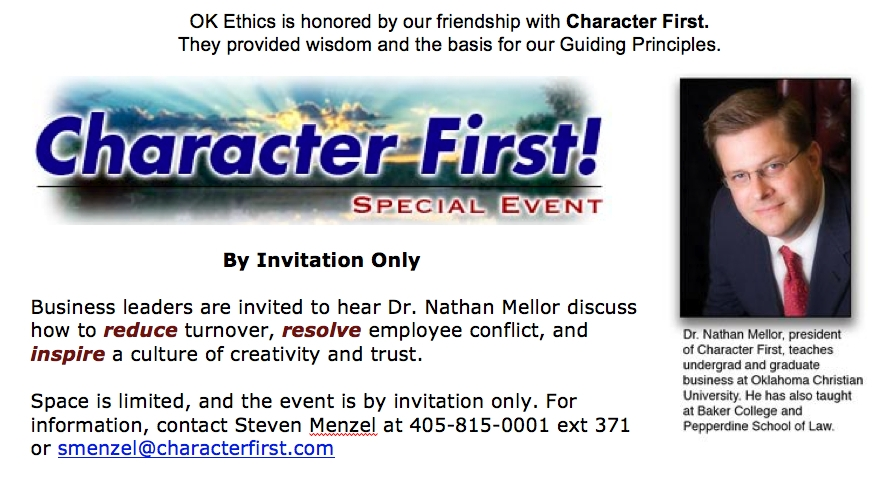 OK Ethics is honored by our friendship with Character First.
They provided wisdom and the basis for our Guiding Principles.
Character First!
SPECIAL EVENT
By Invitation Only
Business leaders are invited to hear Dr. Nathan Mellor discuss
how to reduce turnover, resolve employee conflict, and
inspire a culture of creativity and trust.
Space is limited, and the event is by invitation only. For
information, contact Steven Menzel at 405-815-0001 ext 371
or smenzel@characterfirst.com
Dr. Nathan Mellor, president
of Character First, teaches
undergrad and graduate
business at Oklahoma Christian
University. He has also taught
at Baker College and
Pepperdine School of Law.